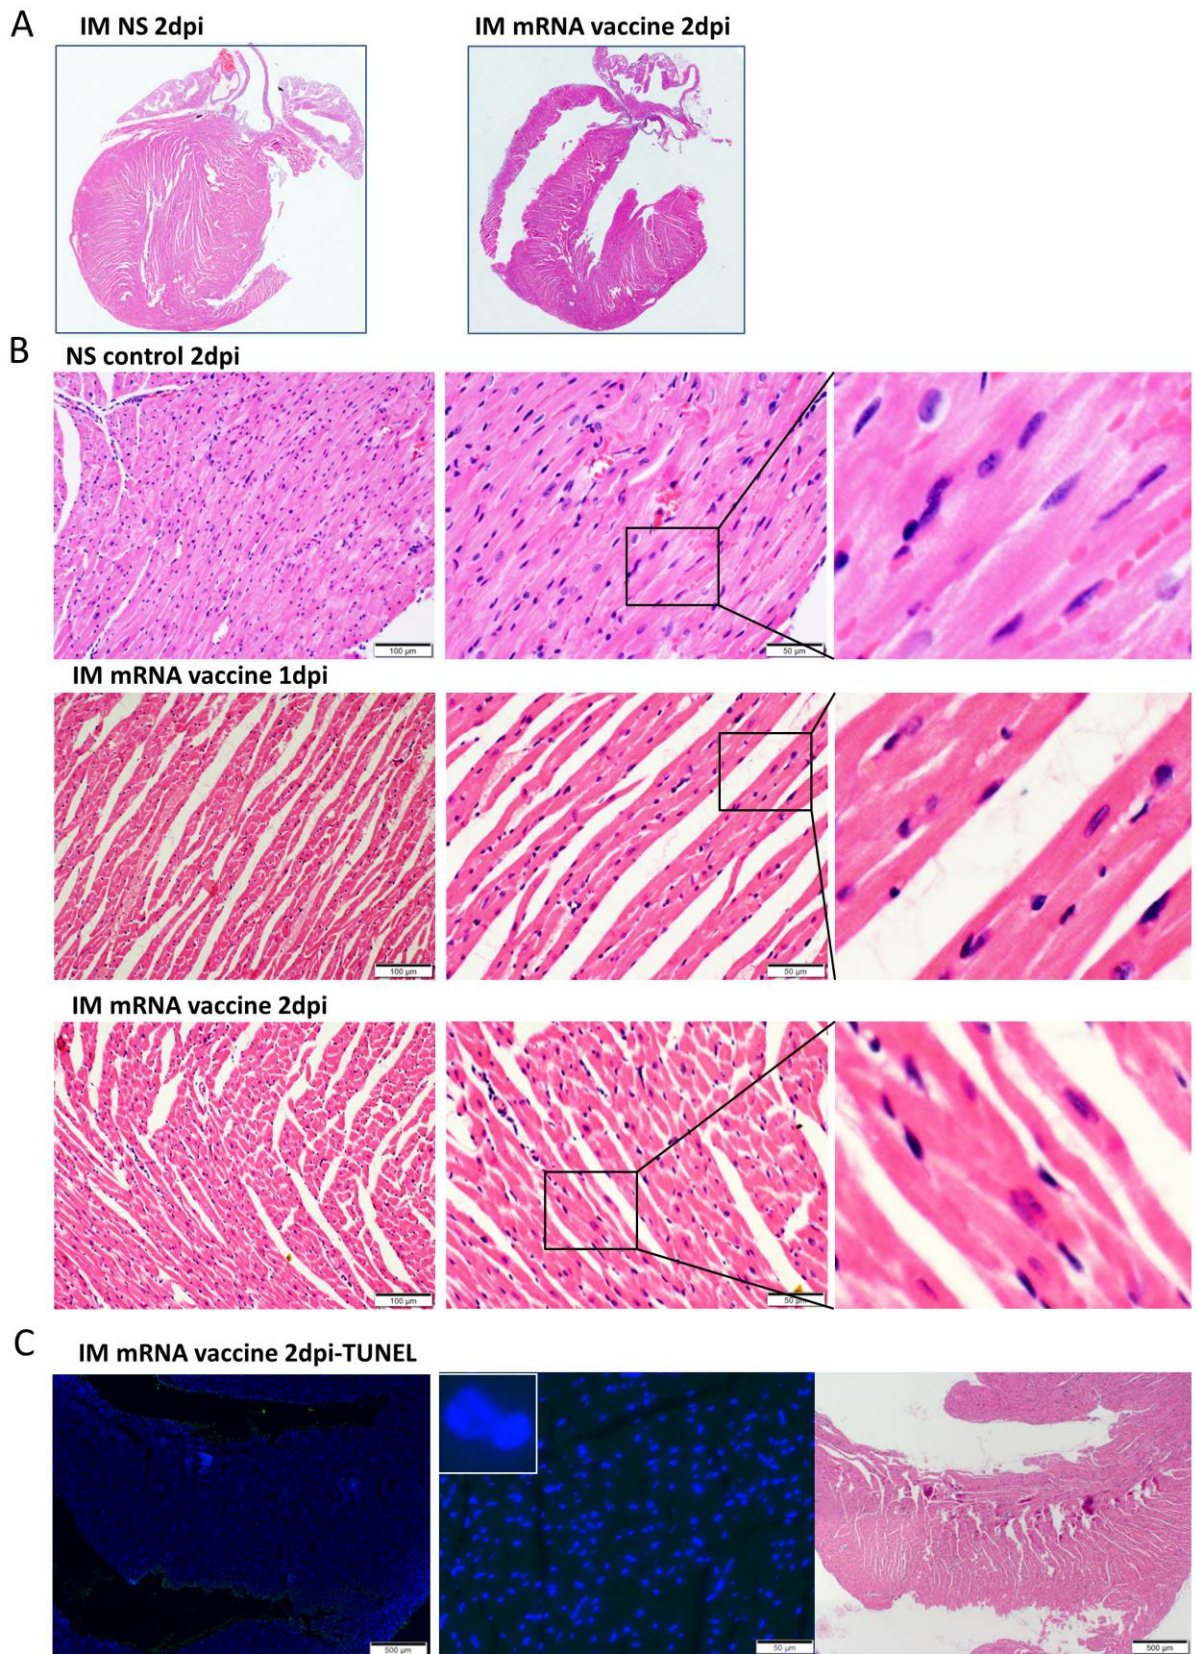 A
IM NS 2dpi
IM mRNA vaccine 2dpi
B
NS control 2dpi
100 µm
50 µm
IM mRNA vaccine 1dpi
100 µm
50 µm
IM mRNA vaccine 2dpi
100 µm
50 µm
C
IM mRNA vaccine 2dpi-TUNEL
500 µm
50 µm
500 µm